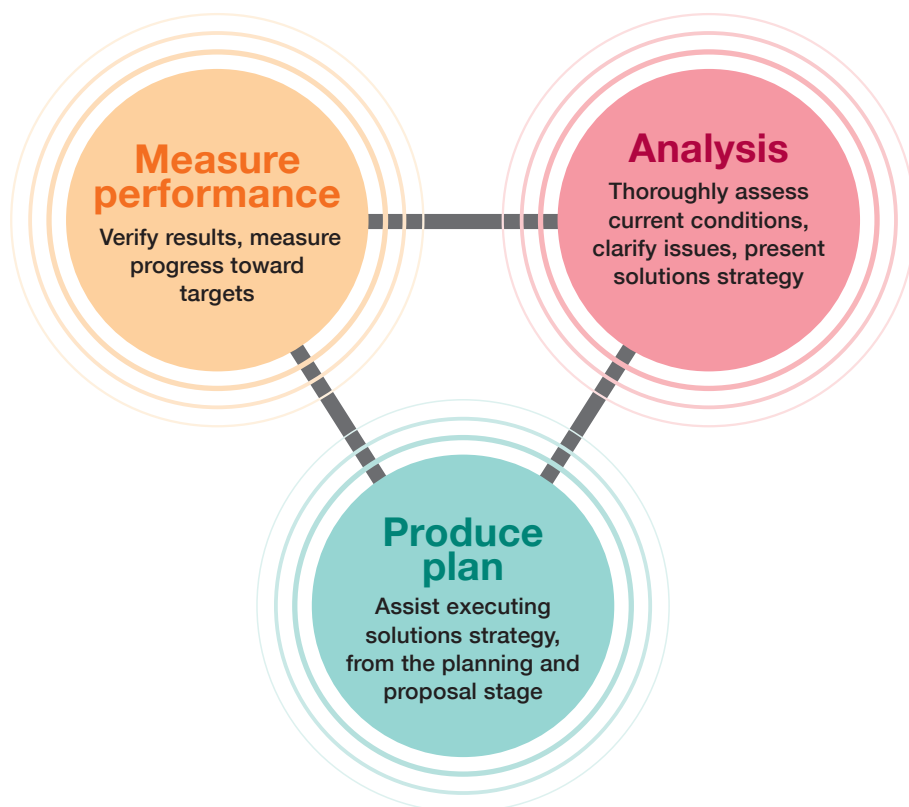 Measure
performance
Verify results, measure
progress toward
targets
Analysis
Thoroughly assess
current conditions,
clarify issues, present
solutions strategy
Produce
plan
Assist executing
solutions strategy,
from the planning and
proposal stage